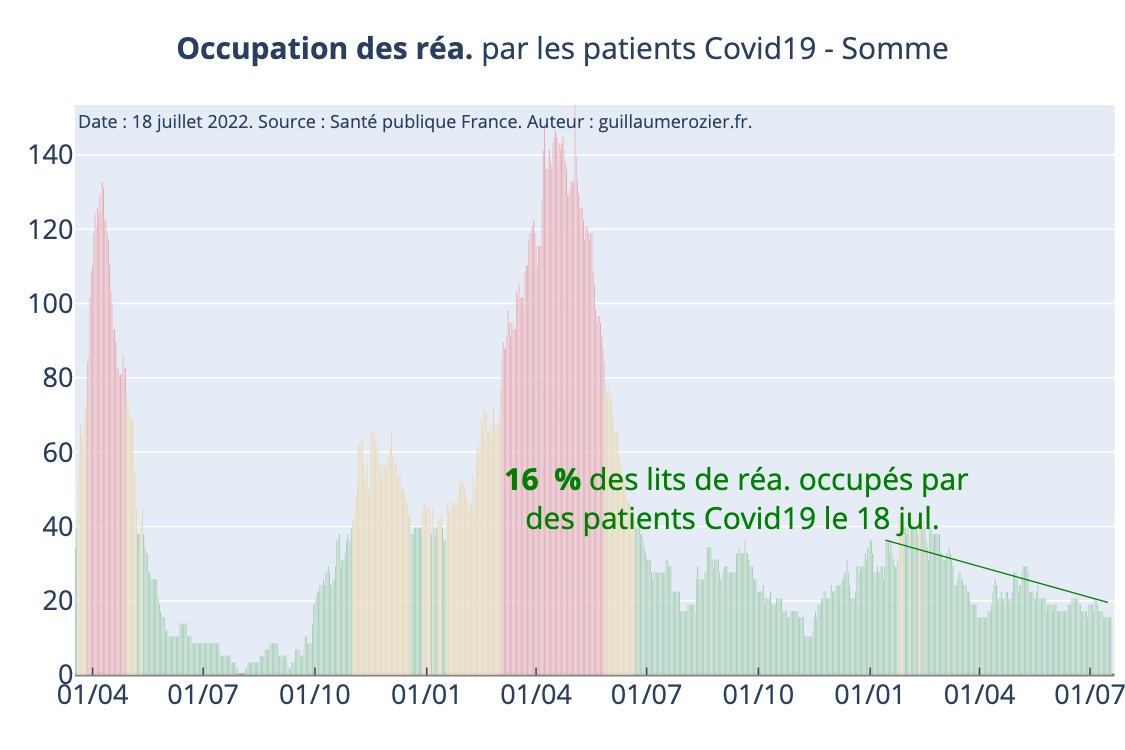 Occupation des réa. par les patients Covid19 - Somme
Date : 18 juillet 2022. Source : Santé publique France. Auteur : guillaumerozier.fr.
140
120
100
80
60
40
20
0
16 % des lits de réa. occupés par
des patients Covid19 le 18 jul.
01/04 01/07 01/10 01/01 01/04 01/07 01/10 01/01 01/04 01/07